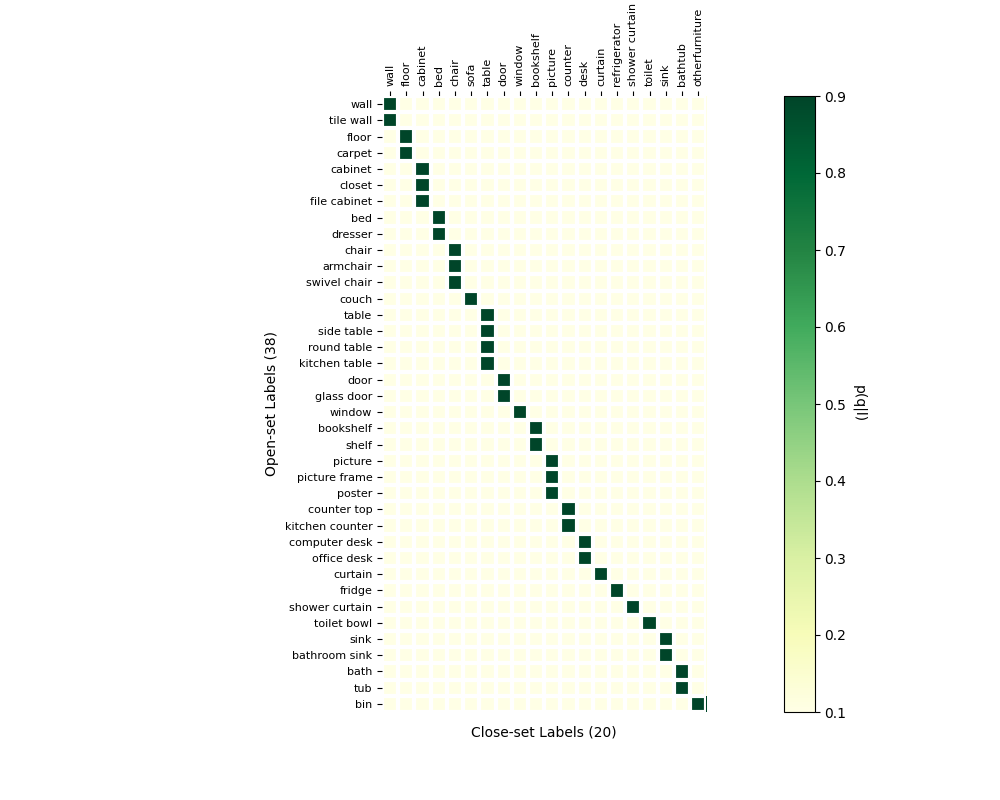 wall
floor
cabinet
bed
chair
sofa
table
door
window
bookshelf
picture
counter
desk
curtain
refrigerator
shower curtain
toilet
sink
bathtub
otherfurniture
wall
tile wall
floor
carpet
cabinet
closet
file cabinet
bed
dresser
chair
armchair
swivel chair
couch
table
side table
round table
kitchen table
door
glass door
window
bookshelf
shelf
picture
picture frame
poster
counter top
kitchen counter
computer desk
office desk
curtain
fridge
shower curtain
toilet bowl
sink
bathroom sink
bath
tub
bin
Open-set Labels (38)
Close-set Labels (20)
0.9
0.8
0.7
0.6
0.5
0.4
0.3
0.2
0.1
p(q|l)